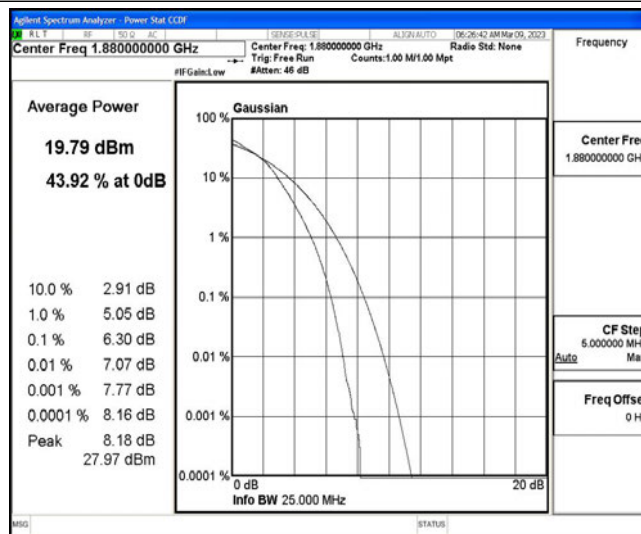 Agilent Spectrum Analyzer - Power Stat CCDF
R L T RF 50 Ω AC SENSE:PULSE ALIGN AUTO 06:26:42 AM Mar 09, 2023
Center Freq 1.880000000 GHz
Center Freq: 1.880000000 GHz Radio Std: None
Trig: Free Run Counts:1.00 M/1.00 Mpt
#IFGain:Low #Atten: 46 dB
Frequency
Average Power
19.79 dBm
43.92 % at 0dB
10.0 % 2.91 dB
1.0 % 5.05 dB
0.1 % 6.30 dB
0.01 % 7.07 dB
0.001 % 7.77 dB
0.0001 % 8.16 dB
Peak 8.18 dB
27.97 dBm
Gaussian
100 %
10 %
1 %
0.1 %
0.01 %
0.001 %
0.0001 %
0 dB 20 dB
Info BW 25.000 MHz
Center Fre
1.880000000 GH
CF Step
5.000000 MH
Auto Ma
Freq Offse
0 H
MSG STATUS